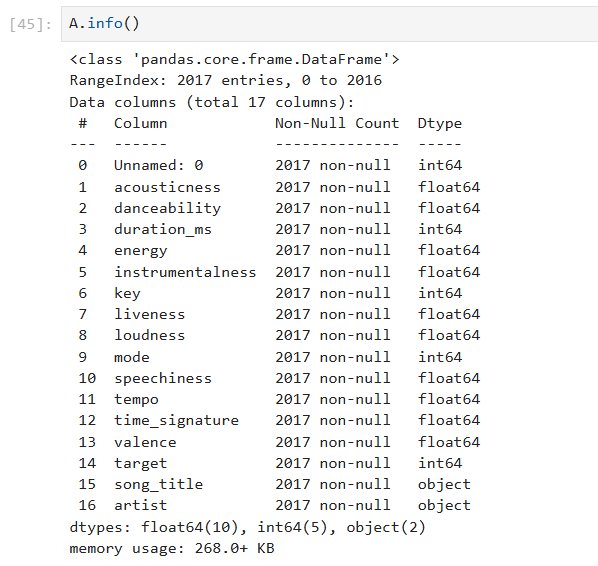 [45]: A.info()
<class 'pandas.core.frame.DataFrame'>
RangeIndex: 2017 entries, 0 to 2016
Data columns (total 17 columns):
 #   Column            Non-Null Count  Dtype
---  ------            --------------  -----
 0   Unnamed: 0        2017 non-null   int64
 1   acousticness      2017 non-null   float64
 2   danceability      2017 non-null   float64
 3   duration_ms       2017 non-null   int64
 4   energy            2017 non-null   float64
 5   instrumentalness  2017 non-null   float64
 6   key               2017 non-null   int64
 7   liveness          2017 non-null   float64
 8   loudness          2017 non-null   float64
 9   mode              2017 non-null   int64
 10  speechiness       2017 non-null   float64
 11  tempo             2017 non-null   float64
 12  time_signature    2017 non-null   float64
 13  valence           2017 non-null   float64
 14  target            2017 non-null   int64
 15  song_title        2017 non-null   object
 16  artist            2017 non-null   object
dtypes: float64(10), int64(5), object(2)
memory usage: 268.0+ KB